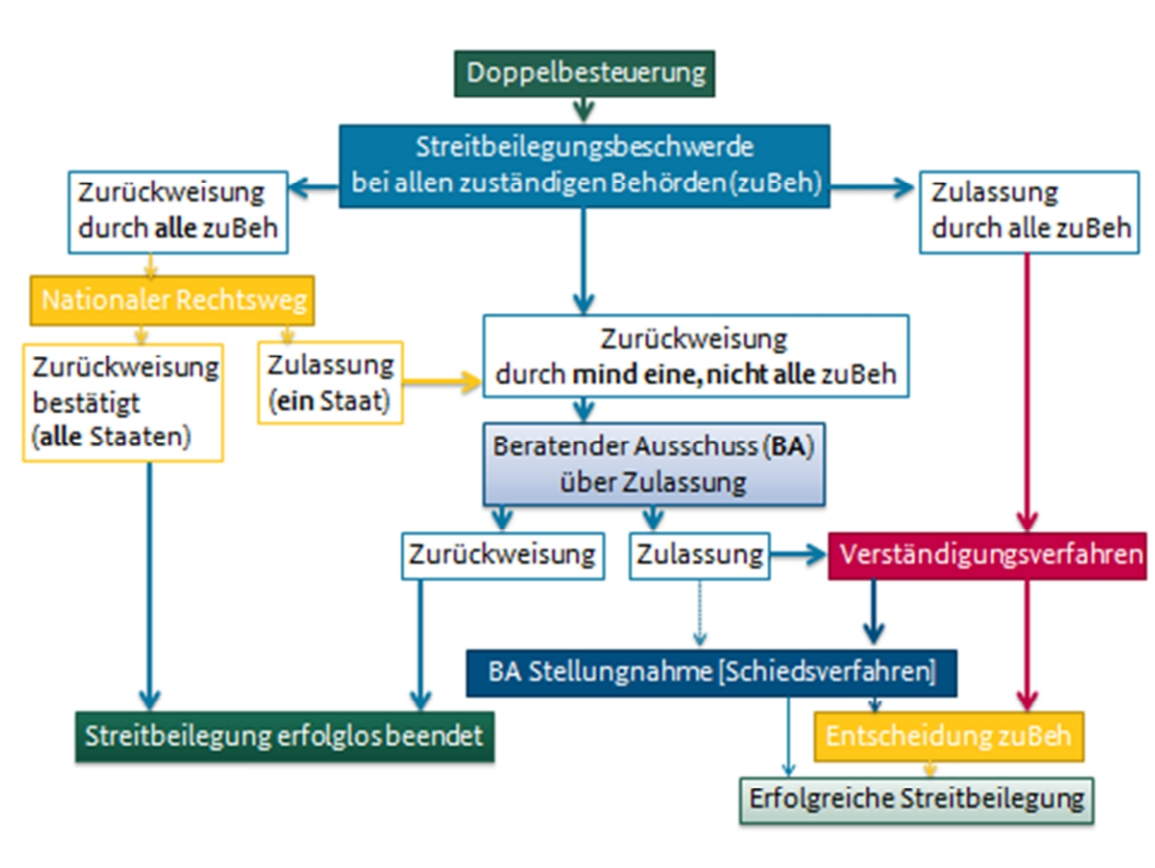 Doppelbesteuerung
Streitbeilegungsbeschwerde
bei allen zuständigen Behörden (zuBeh)
Zurückweisung
durch alle zuBeh
Zulassung
durch alle zuBeh
Nationaler Rechtsweg
Zurückweisung
bestätigt
(alle Staaten)
Zulassung
(ein Staat)
Zurückweisung
durch mind eine, nicht alle zuBeh
Beratender Ausschuss (BA)
über Zulassung
Zurückweisung
Zulassung
Verständigungsverfahren
BA Stellungnahme [Schiedsverfahren]
Streitbeilegung erfolglos beendet
Entscheidung zuBeh
Erfolgreiche Streitbeilegung